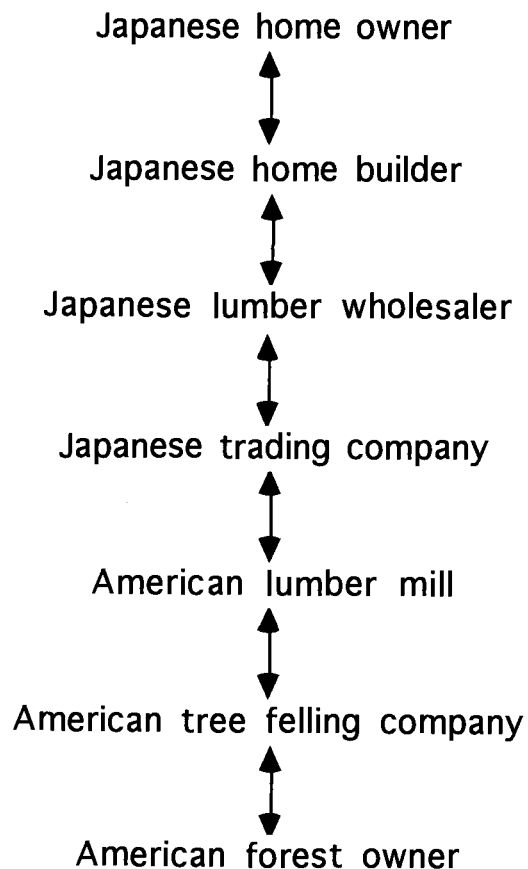 Japanese home owner
Japanese home builder
Japanese lumber wholesaler
Japanese trading company
American lumber mill
American tree felling company
American forest owner